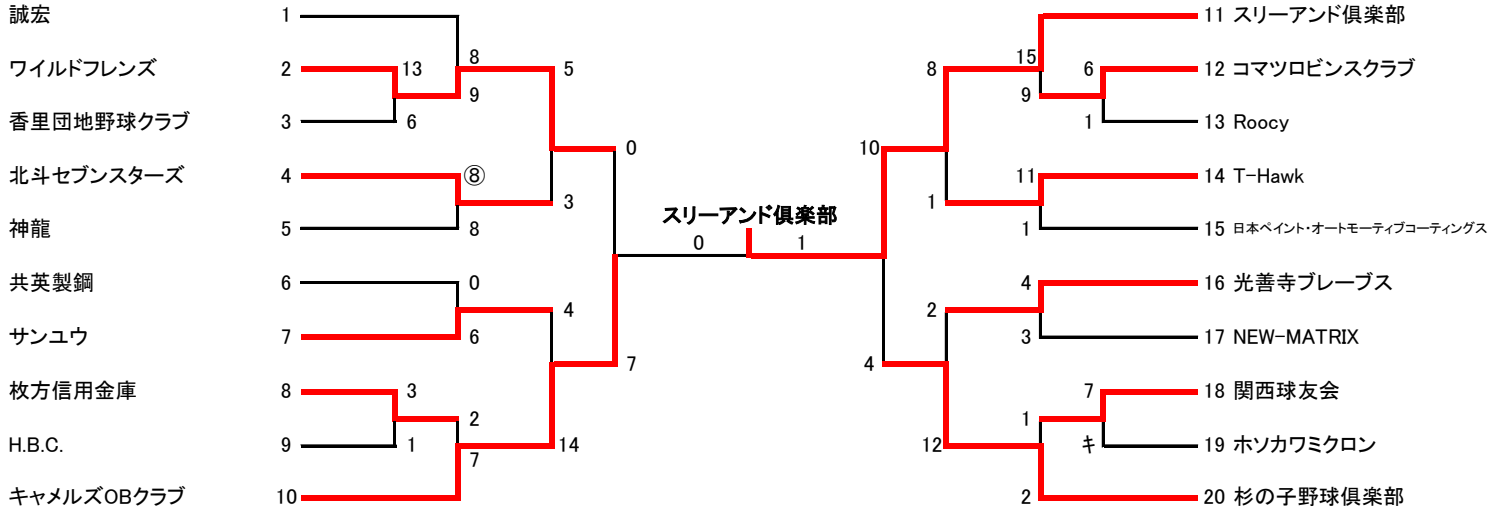 誠宏 1
ワイルドフレンズ 2
香里団地野球クラブ 3
北斗セブンスターズ 4
神龍 5
共英製鋼 6
サンユウ 7
枚方信用金庫 8
H.B.C. 9
キャメルズOBクラブ 10
13
6
8
9
⑧
8
0
6
3
1
2
7
5
3
4
14
0
7
スリーアンド倶楽部
0 1
10
4
8
1
2
12
15
9
6
1
11
1
4
3
7
キ
1
2
11 スリーアンド倶楽部
12 コマツロビンスクラブ
13 Roocy
14 T-Hawk
15 日本ペイント・オートモーティブコーティングス
16 光善寺ブレーブス
17 NEW-MATRIX
18 関西球友会
19 ホソカワミクロン
20 杉の子野球倶楽部